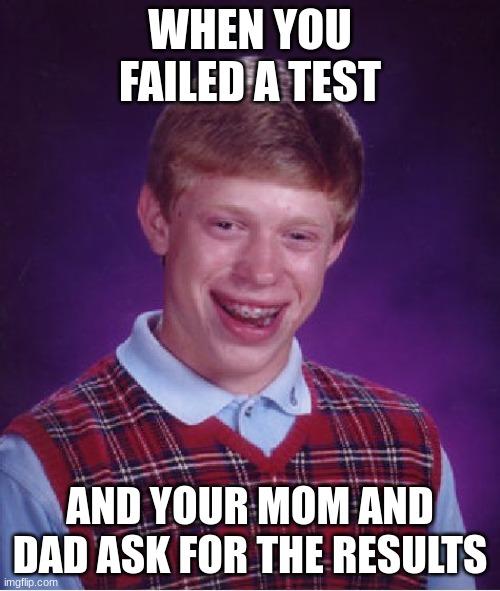 WHEN YOU
FAILED A TEST
AND YOUR MOM AND
DAD ASK FOR THE RESULTS
imgflip.com